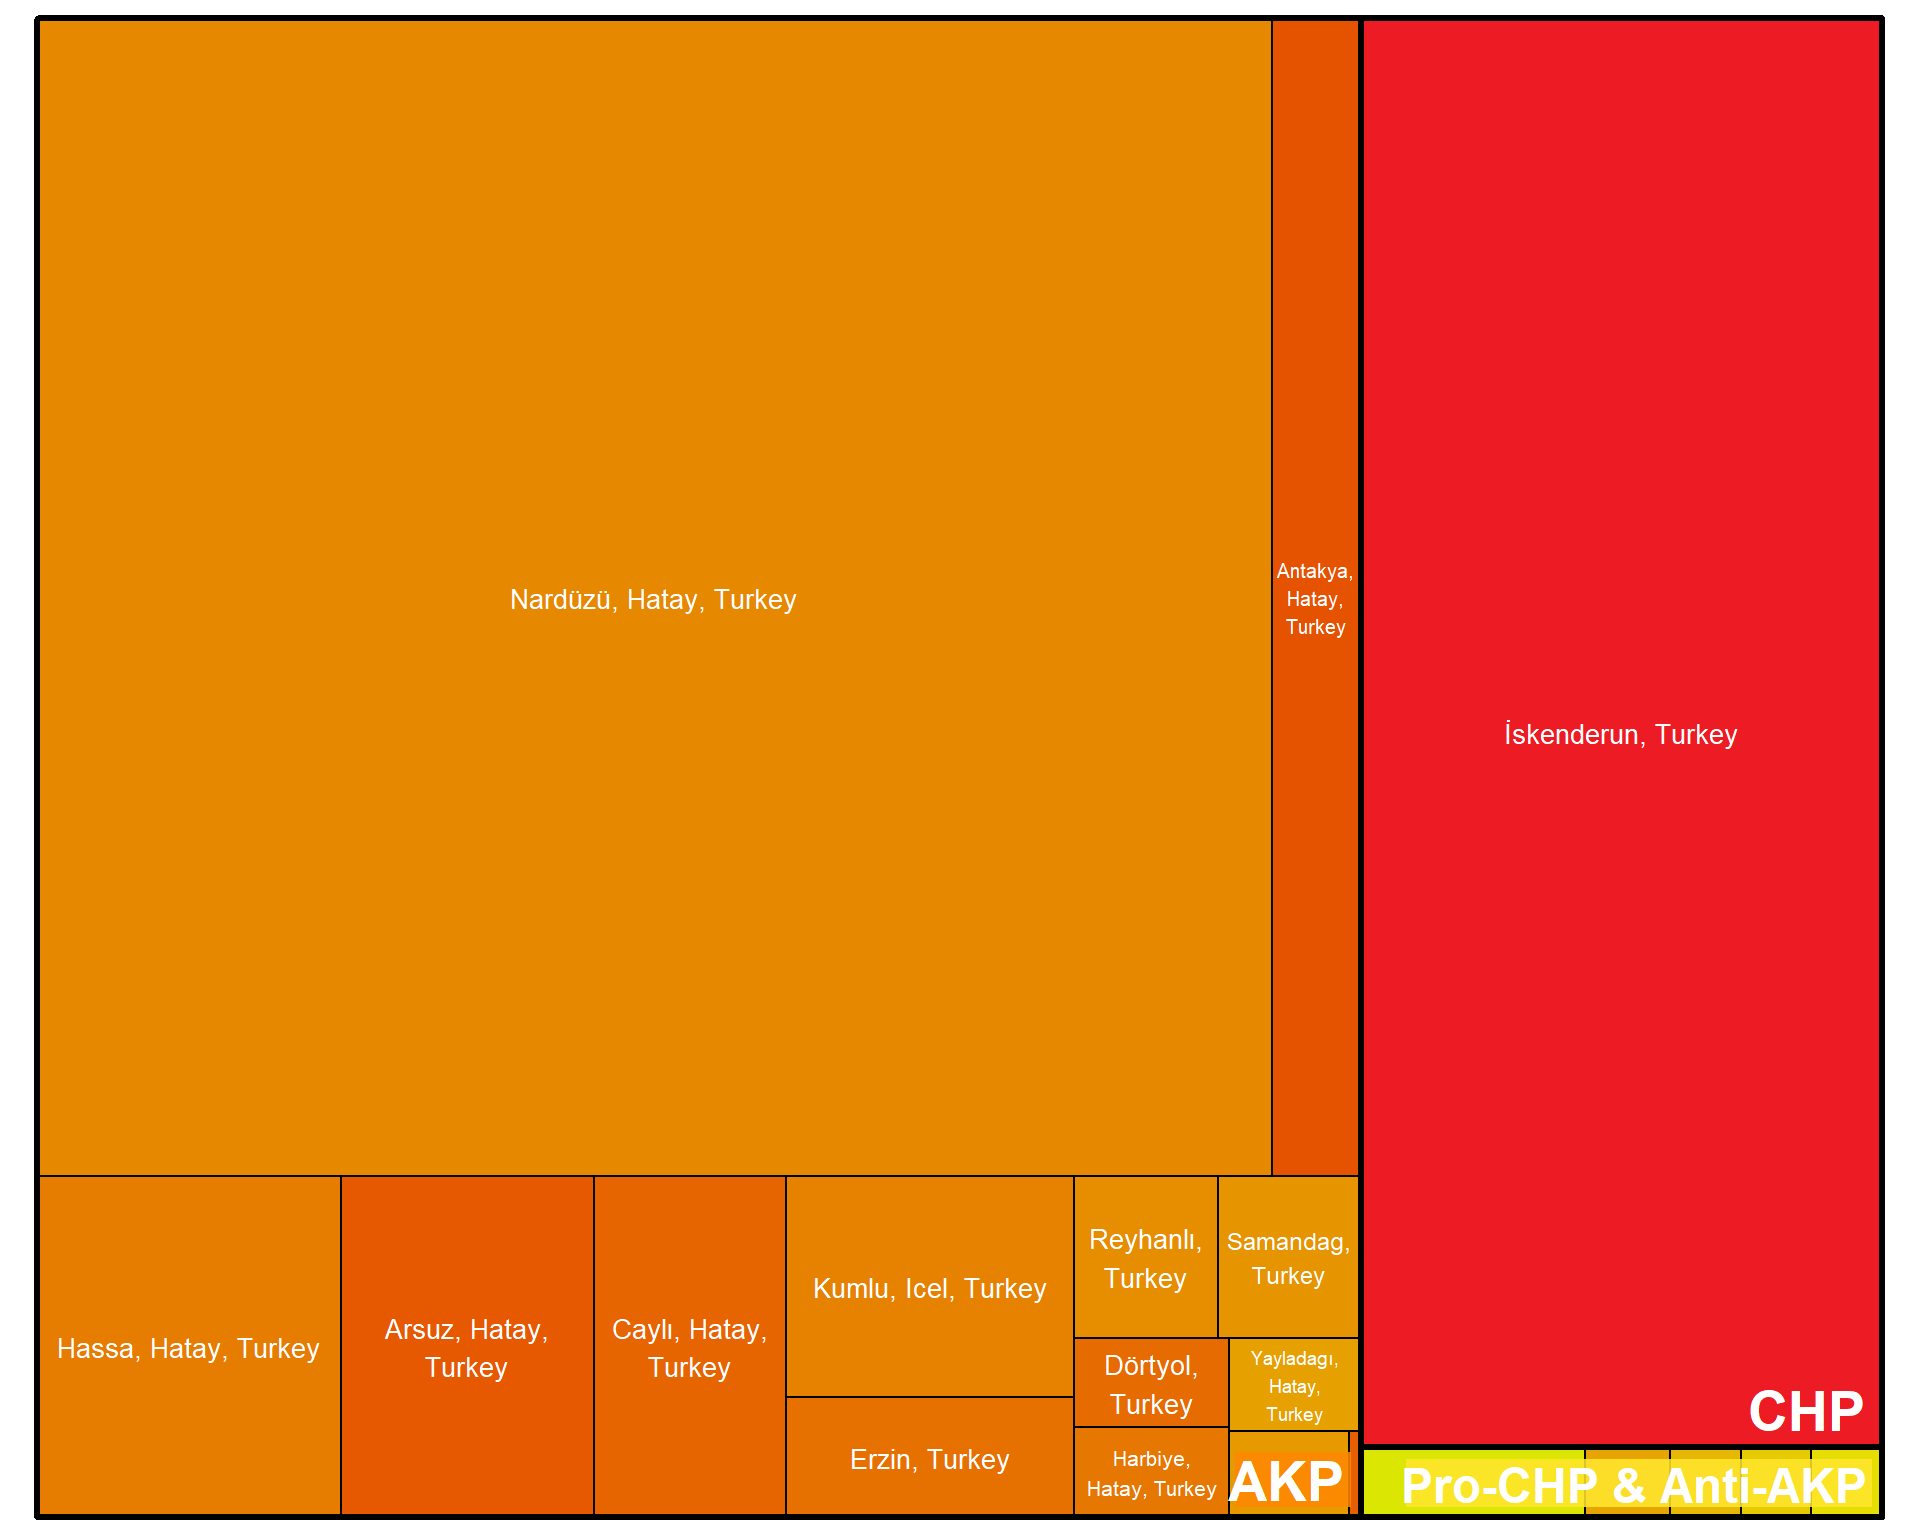 Nardüzü, Hatay, Turkey
Antakya,
Hatay,
Turkey
İskenderun, Turkey
Hassa, Hatay, Turkey
Arsuz, Hatay,
Turkey
Caylı, Hatay,
Turkey
Kumlu, Icel, Turkey
Erzin, Turkey
Reyhanlı,
Turkey
Samandag,
Turkey
Dörtyol,
Turkey
Yayladagı,
Hatay,
Turkey
Harbiye,
Hatay, Turkey
AKP
CHP
Pro-CHP & Anti-AKP